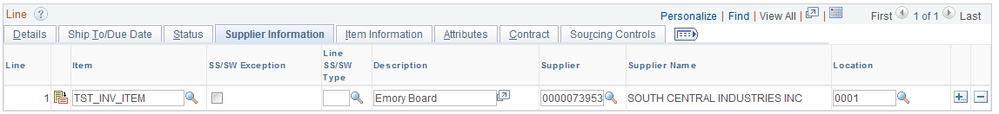 Line ? Personalize | Find | View All | | First 1 of 1 Last
Details Ship To/Due Date Status Supplier Information Item Information Attributes Contract Sourcing Controls
Line Item SS/SW Exception Line SS/SW Type Description Supplier Supplier Name Location
1 TST_INV_ITEM Emory Board 0000073953 SOUTH CENTRAL INDUSTRIES INC 0001